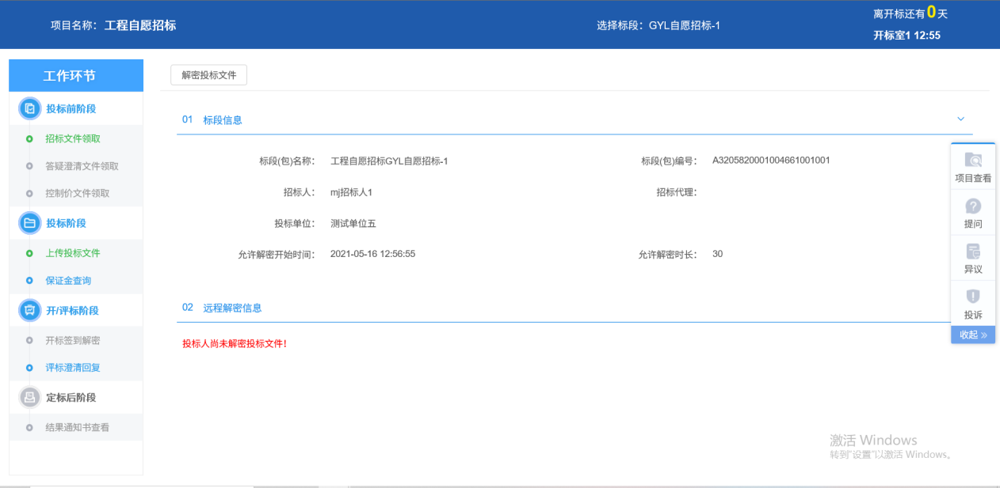 项目名称：工程自愿招标
选择标段：GYL自愿招标-1
离开标还有0天
开标室1 12:55
工作环节
投标前阶段
招标文件领取
答疑澄清文件领取
控制价文件领取
投标阶段
上传投标文件
保证金查询
开/评标阶段
开标签到解密
评标澄清回复
定标后阶段
结果通知书查看
解密投标文件
01 标段信息
标段(包)名称： 工程自愿招标GYL自愿招标-1
标段(包)编号： A3205820001004661001001
招标人： mj招标人1
招标代理：
投标单位： 测试单位五
允许解密开始时间： 2021-05-16 12:56:55
允许解密时长： 30
02 远程解密信息
投标人尚未解密投标文件！
项目查看
提问
异议
投诉
收起 »
激活 Windows
转到"设置"以激活 Windows。